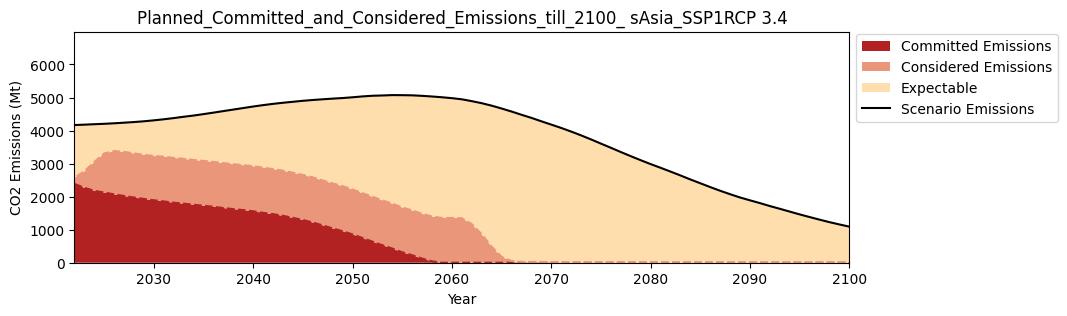 Planned_Committed_and_Considered_Emissions_till_2100_ sAsia_SSP1RCP 3.4
Committed Emissions
Considered Emissions
Expectable
Scenario Emissions
CO2 Emissions (Mt)
6000
5000
4000
3000
2000
1000
0
2030 2040 2050 2060 2070 2080 2090 2100
Year